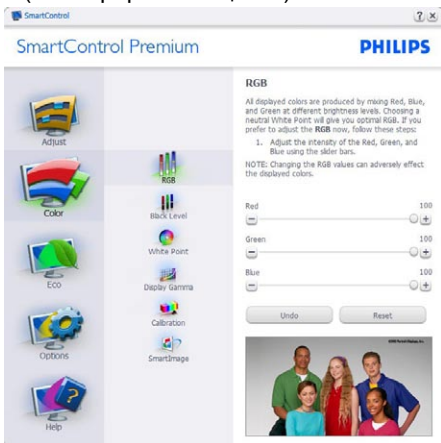 SmartControl
SmartControl Premium
PHILIPS
Adjust
Color
Eco
Options
Help
RGB
Black Level
White Point
Display Gamma
Calibration
SmartImage
RGB
All displayed colors are produced by mixing Red, Blue,
and Green at different brightness levels. Choosing a
neutral White Point will give you optimal RGB. If you
prefer to adjust the RGB now, follow these steps:
1. Adjust the intensity of the Red, Green, and
Blue using the slider bars.
NOTE: Changing the RGB values can adversely effect
the displayed colors.
Red 100
Green 100
Blue 100
Undo Reset